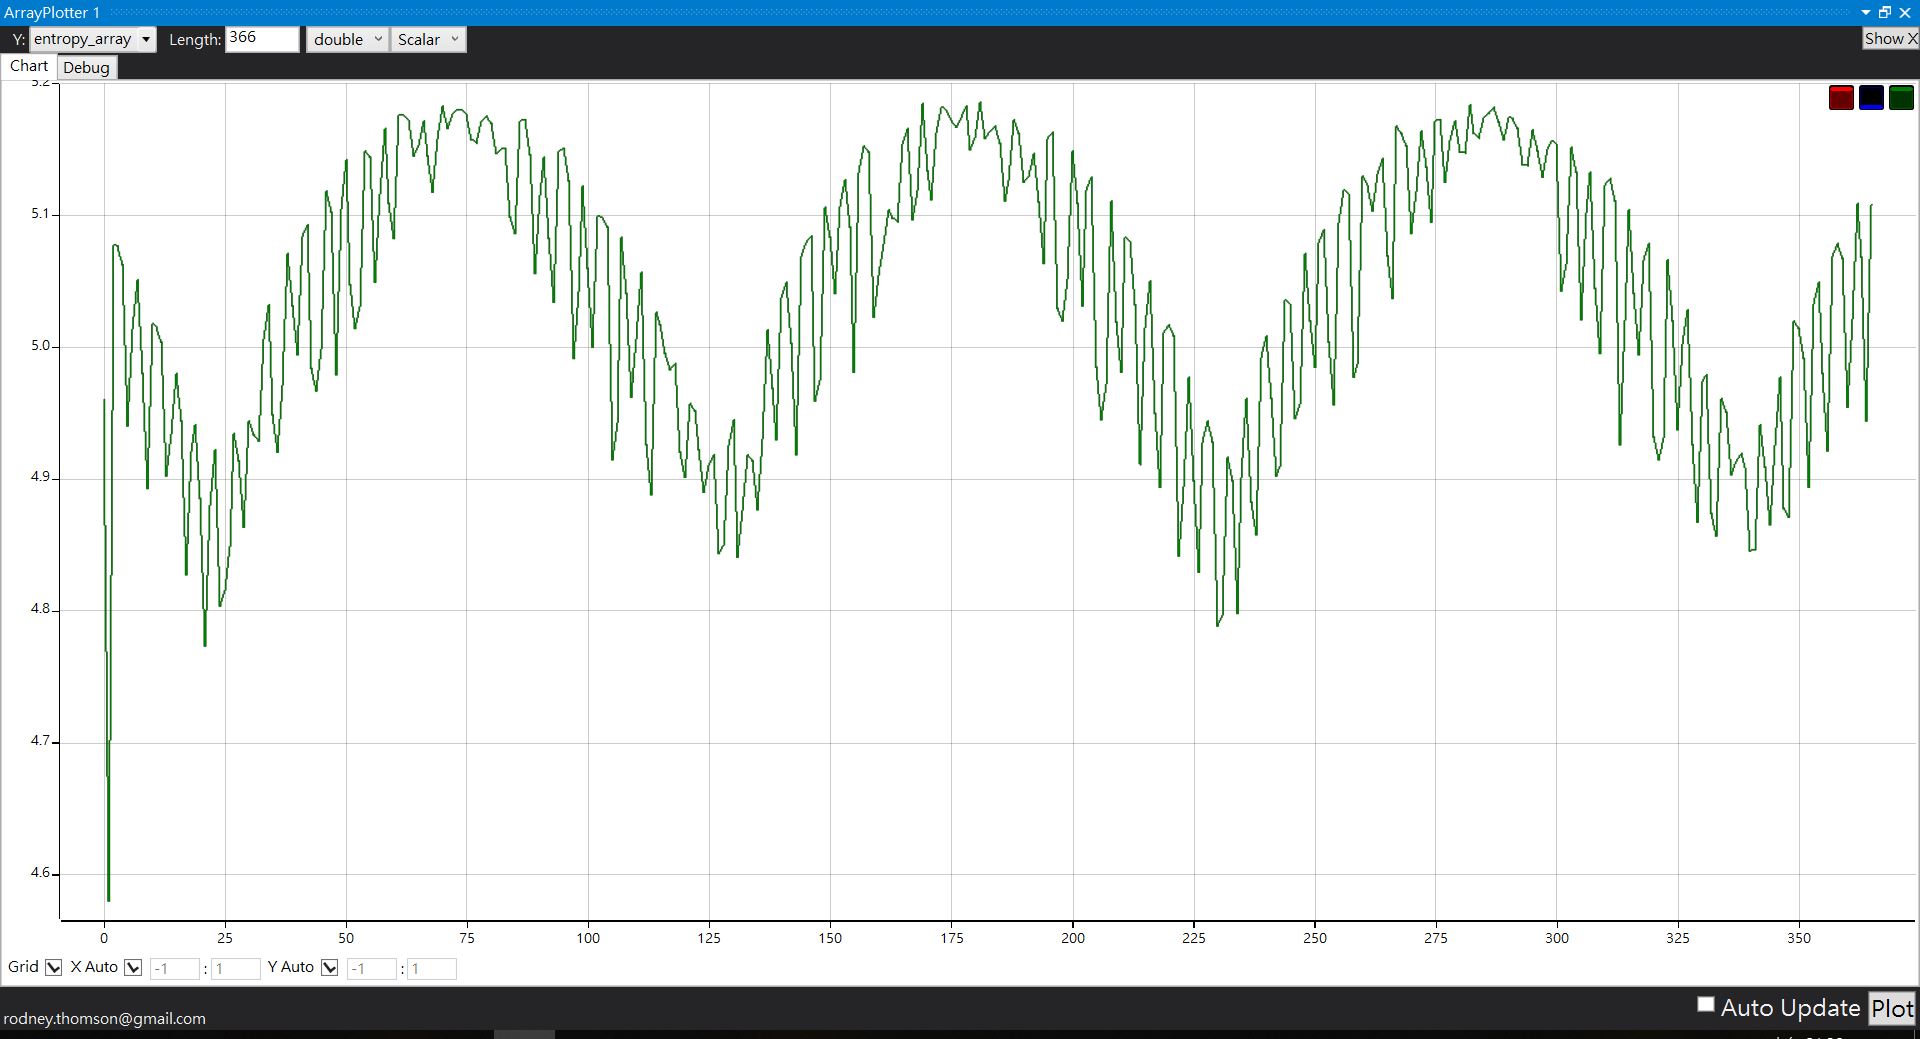 ArrayPlotter 1
Y: entropy_array Length: 366 double Scalar Show X
Chart Debug
5.2
5.1
5.0
4.9
4.8
4.7
4.6
0 25 50 75 100 125 150 175 200 225 250 275 300 325 350
Grid X Auto -1 : 1 Y Auto -1 : 1
Auto Update Plot
rodney.thomson@gmail.com